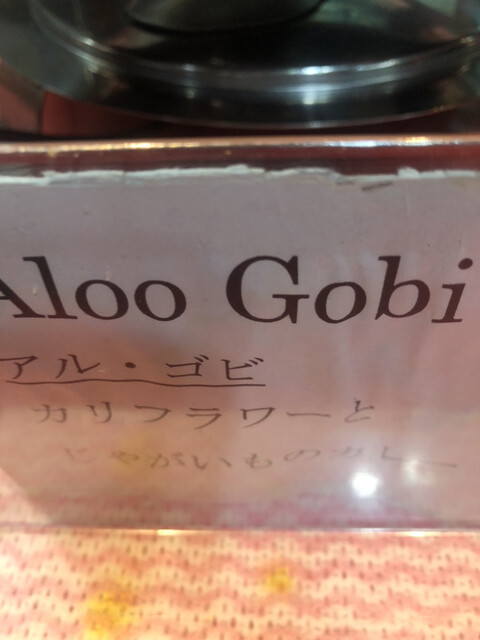 Aloo Gobi
アル・ゴビ
カリフラワーと
じゃがいものカレー